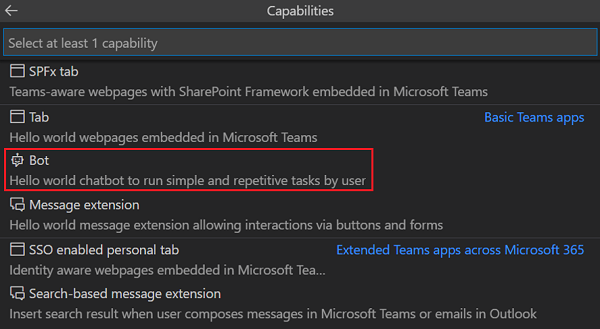 Capabilities
Select at least 1 capability
SPFx tab
Teams-aware webpages with SharePoint Framework embedded in Microsoft Teams
Tab Basic Teams apps
Hello world webpages embedded in Microsoft Teams
Bot
Hello world chatbot to run simple and repetitive tasks by user
Message extension
Hello world message extension allowing interactions via buttons and forms
SSO enabled personal tab Extended Teams apps across Microsoft 365
Identity aware webpages embedded in Microsoft Tea...
Search-based message extension
Insert search result when user composes messages in Microsoft Teams or emails in Outlook